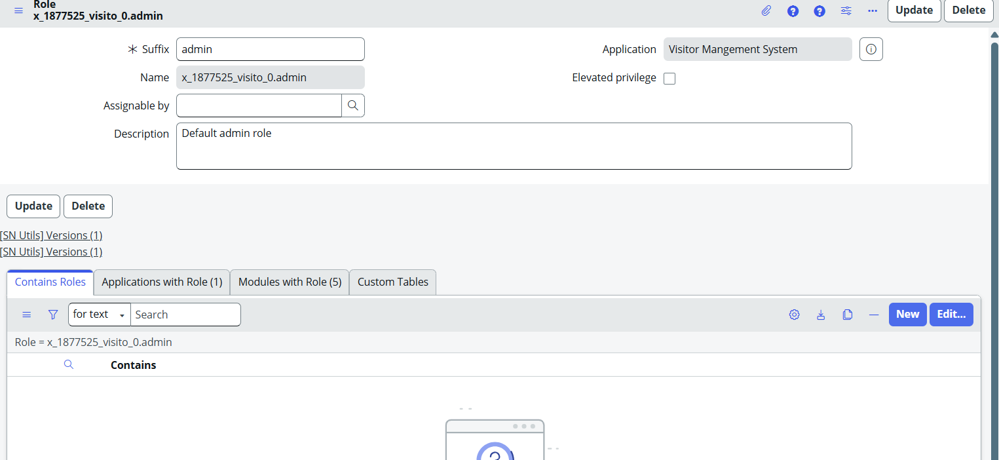 Role
x_1877525_visito_0.admin
Update
Delete
Suffix
admin
Application
Visitor Mangement System
Name
x_1877525_visito_0.admin
Elevated privilege
Assignable by
Description
Default admin role
Update
Delete
[SN Utils] Versions (1)
[SN Utils] Versions (1)
Contains Roles
Applications with Role (1)
Modules with Role (5)
Custom Tables
for text
Search
New
Edit...
Role = x_1877525_visito_0.admin
Contains